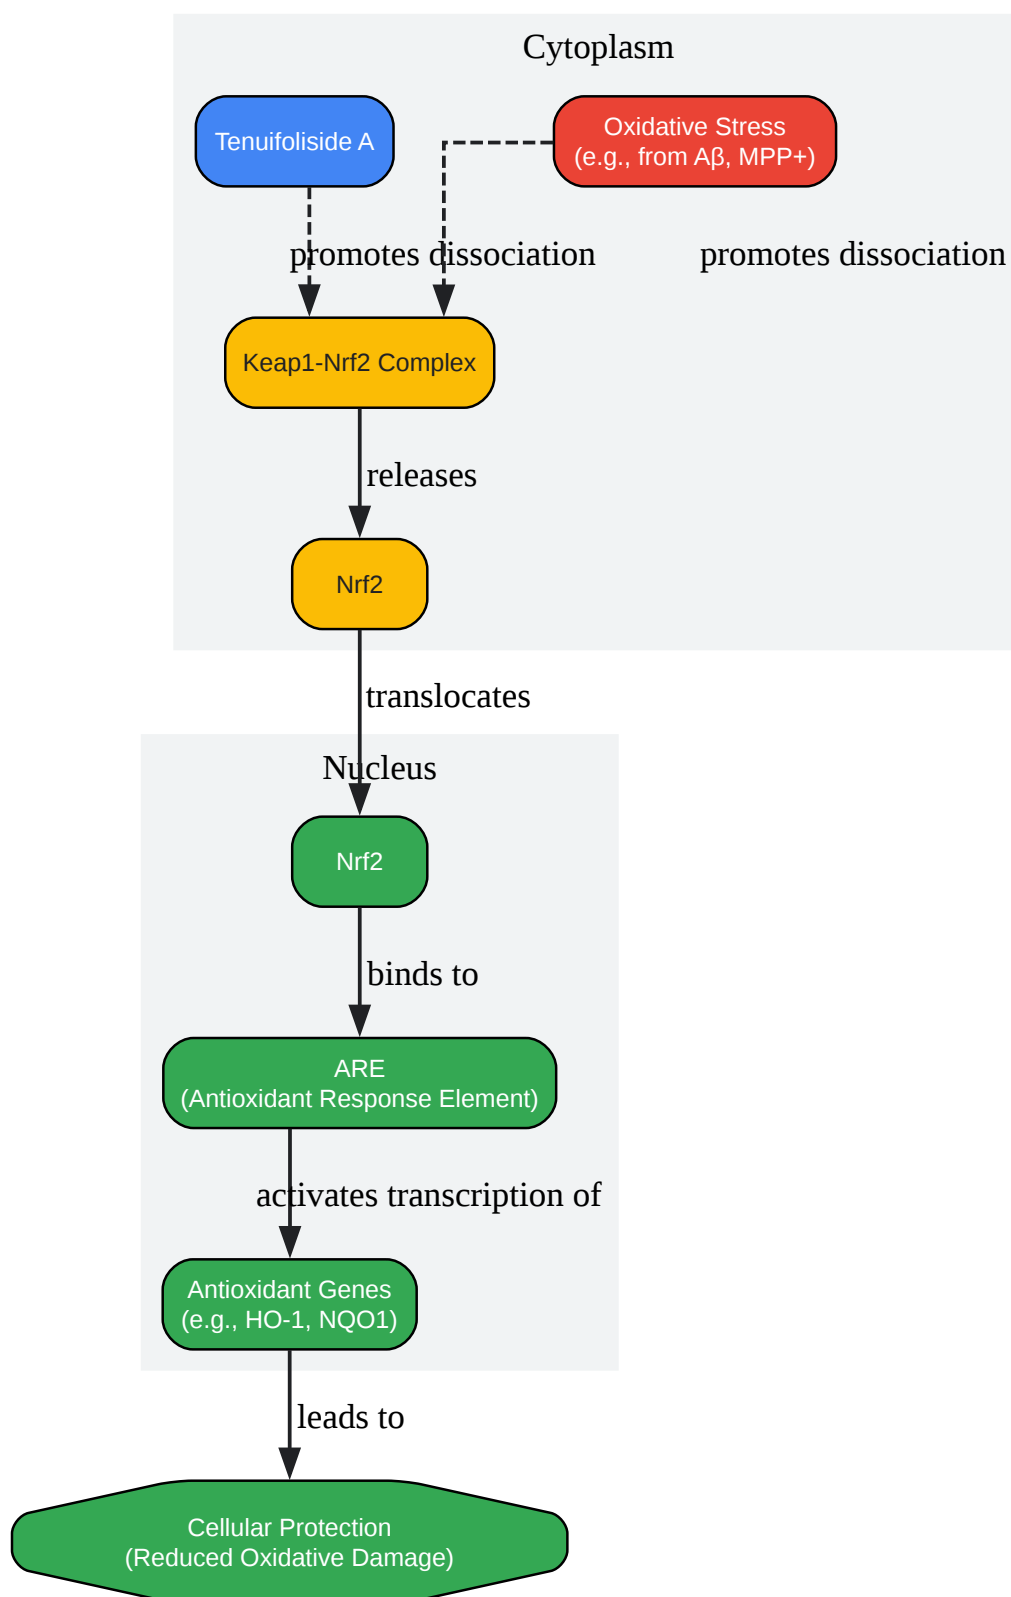 Cytoplasm
Tenuifoliside A
Oxidative Stress
(e.g., from Aβ, MPP+)
promotes dissociation
promotes dissociation
Keap1-Nrf2 Complex
releases
Nrf2
translocates
Nucleus
Nrf2
binds to
ARE
(Antioxidant Response Element)
activates transcription of
Antioxidant Genes
(e.g., HO-1, NQO1)
leads to
Cellular Protection
(Reduced Oxidative Damage)